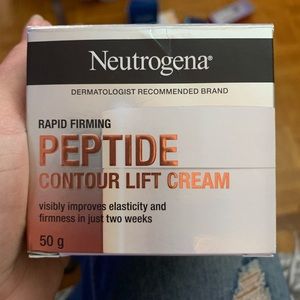 Neutrogena®
DERMATOLOGIST RECOMMENDED BRAND
RAPID FIRMING
PEPTIDE
CONTOUR LIFT CREAM
visibly improves elasticity and
firmness in just two weeks
50 g